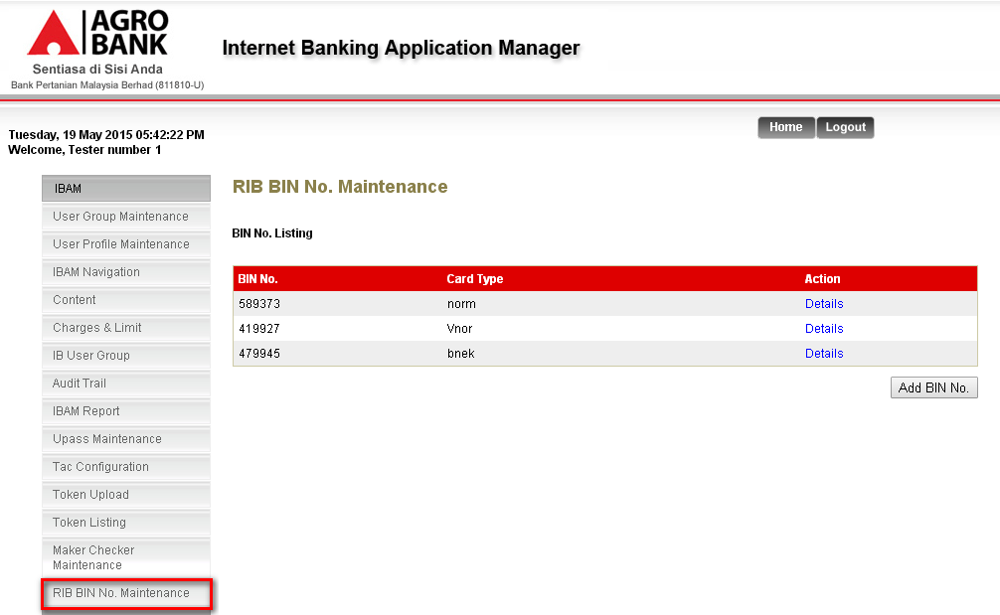 AGRO
BANK
Sentiasa di Sisi Anda
Bank Pertanian Malaysia Berhad (811810-U)
Internet Banking Application Manager
Tuesday, 19 May 2015 05:42:22 PM
Welcome, Tester number 1
Home Logout
IBAM
User Group Maintenance
User Profile Maintenance
IBAM Navigation
Content
Charges & Limit
IB User Group
Audit Trail
IBAM Report
Upass Maintenance
Tac Configuration
Token Upload
Token Listing
Maker Checker
Maintenance
RIB BIN No. Maintenance
RIB BIN No. Maintenance
BIN No. Listing
BIN No. Card Type Action
589373 norm Details
419927 Vnor Details
479945 bnek Details
Add BIN No.